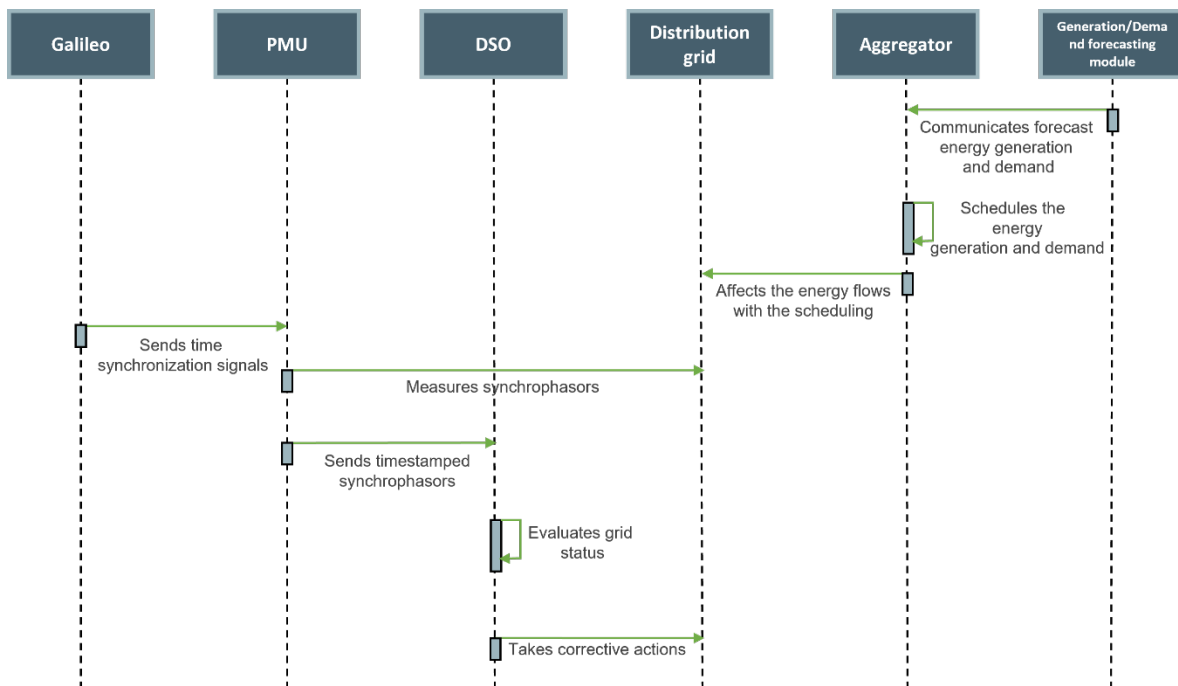 Galileo
PMU
DSO
Distribution
grid
Aggregator
Generation/Dema
nd forecasting
module
Communicates forecast
energy generation
and demand
Schedules the
energy
generation and demand
Affects the energy flows
with the scheduling
Sends time
synchronization signals
Measures synchrophasors
Sends timestamped
synchrophasors
Evaluates grid
status
Takes corrective actions